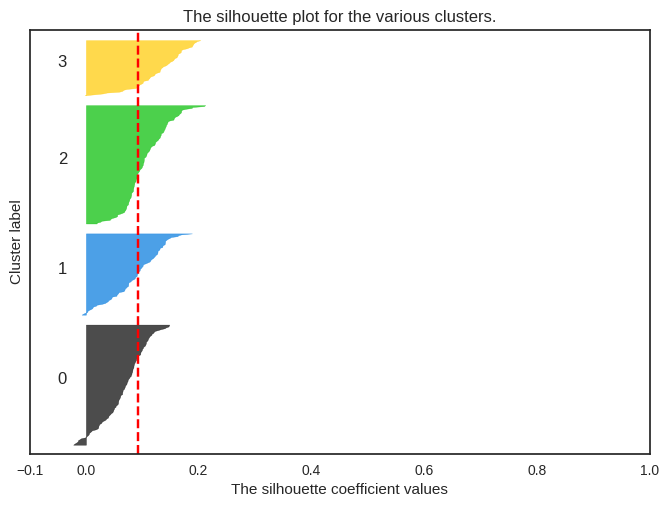 The silhouette plot for the various clusters.
3
2
1
0
Cluster label
−0.1 0.0 0.2 0.4 0.6 0.8 1.0
The silhouette coefficient values